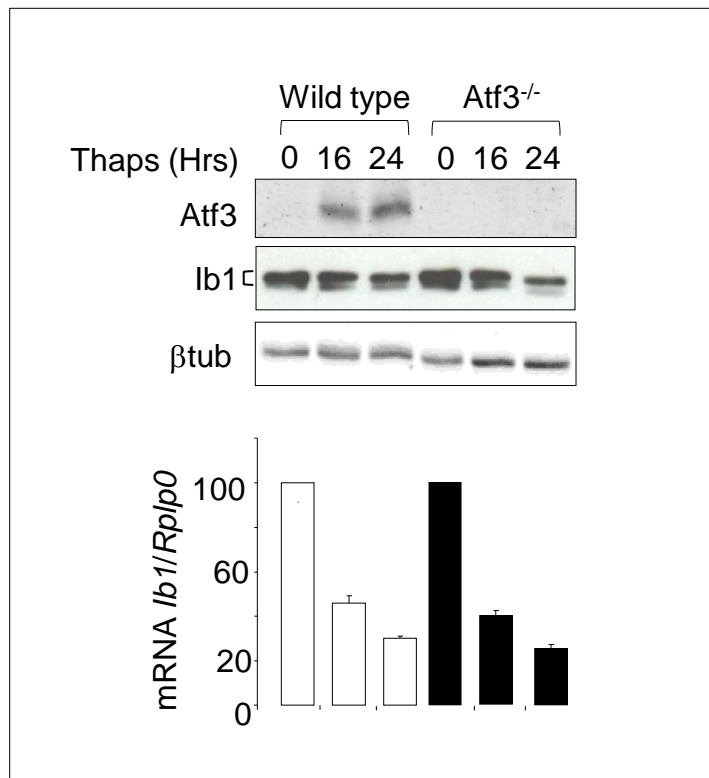 Wild type Atf3-/-
Thaps (Hrs) 0 16 24 0 16 24
Atf3
Ib1
βtub
mRNA Ib1/Rplp0
100
60
20
0